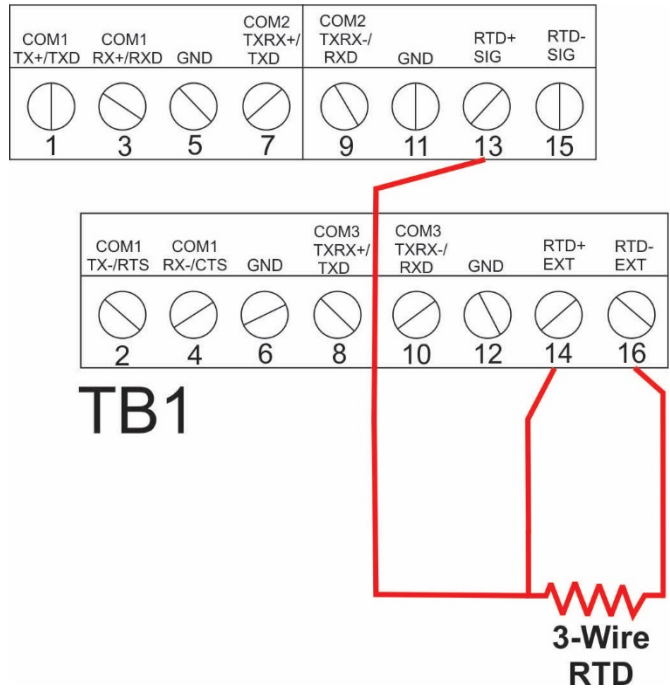 COM1
TX+/TXD
COM1
RX+/RXD
GND
COM2
TXRX+/
TXD
COM2
TXRX-/
RXD
GND
RTD+
SIG
RTD-
SIG
1 3 5 7 9 11 13 15
COM1
TX-/RTS
COM1
RX-/CTS
GND
COM3
TXRX+/
TXD
COM3
TXRX-/
RXD
GND
RTD+
EXT
RTD-
EXT
2 4 6 8 10 12 14 16
TB1
3-Wire
RTD